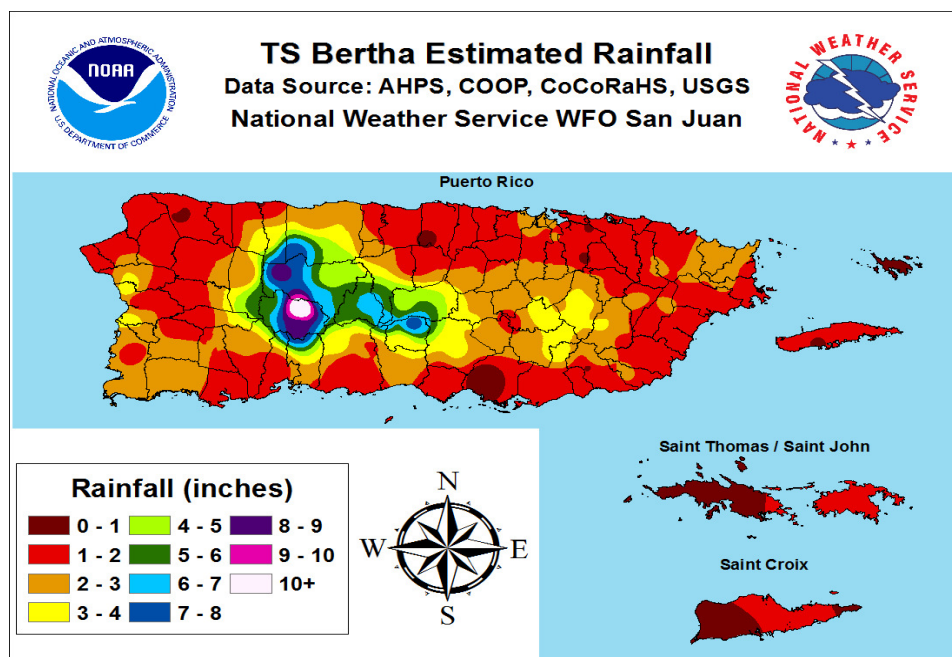 NATIONAL OCEANIC AND ATMOSPHERIC ADMINISTRATION
NOAA
U.S. DEPARTMENT OF COMMERCE
TS Bertha Estimated Rainfall
Data Source: AHPS, COOP, CoCoRaHS, USGS
National Weather Service WFO San Juan
NATIONAL WEATHER SERVICE
Puerto Rico
Saint Thomas / Saint John
Saint Croix
Rainfall (inches)
0 - 1
1 - 2
2 - 3
3 - 4
4 - 5
5 - 6
6 - 7
7 - 8
8 - 9
9 - 10
10+
N
W
E
S